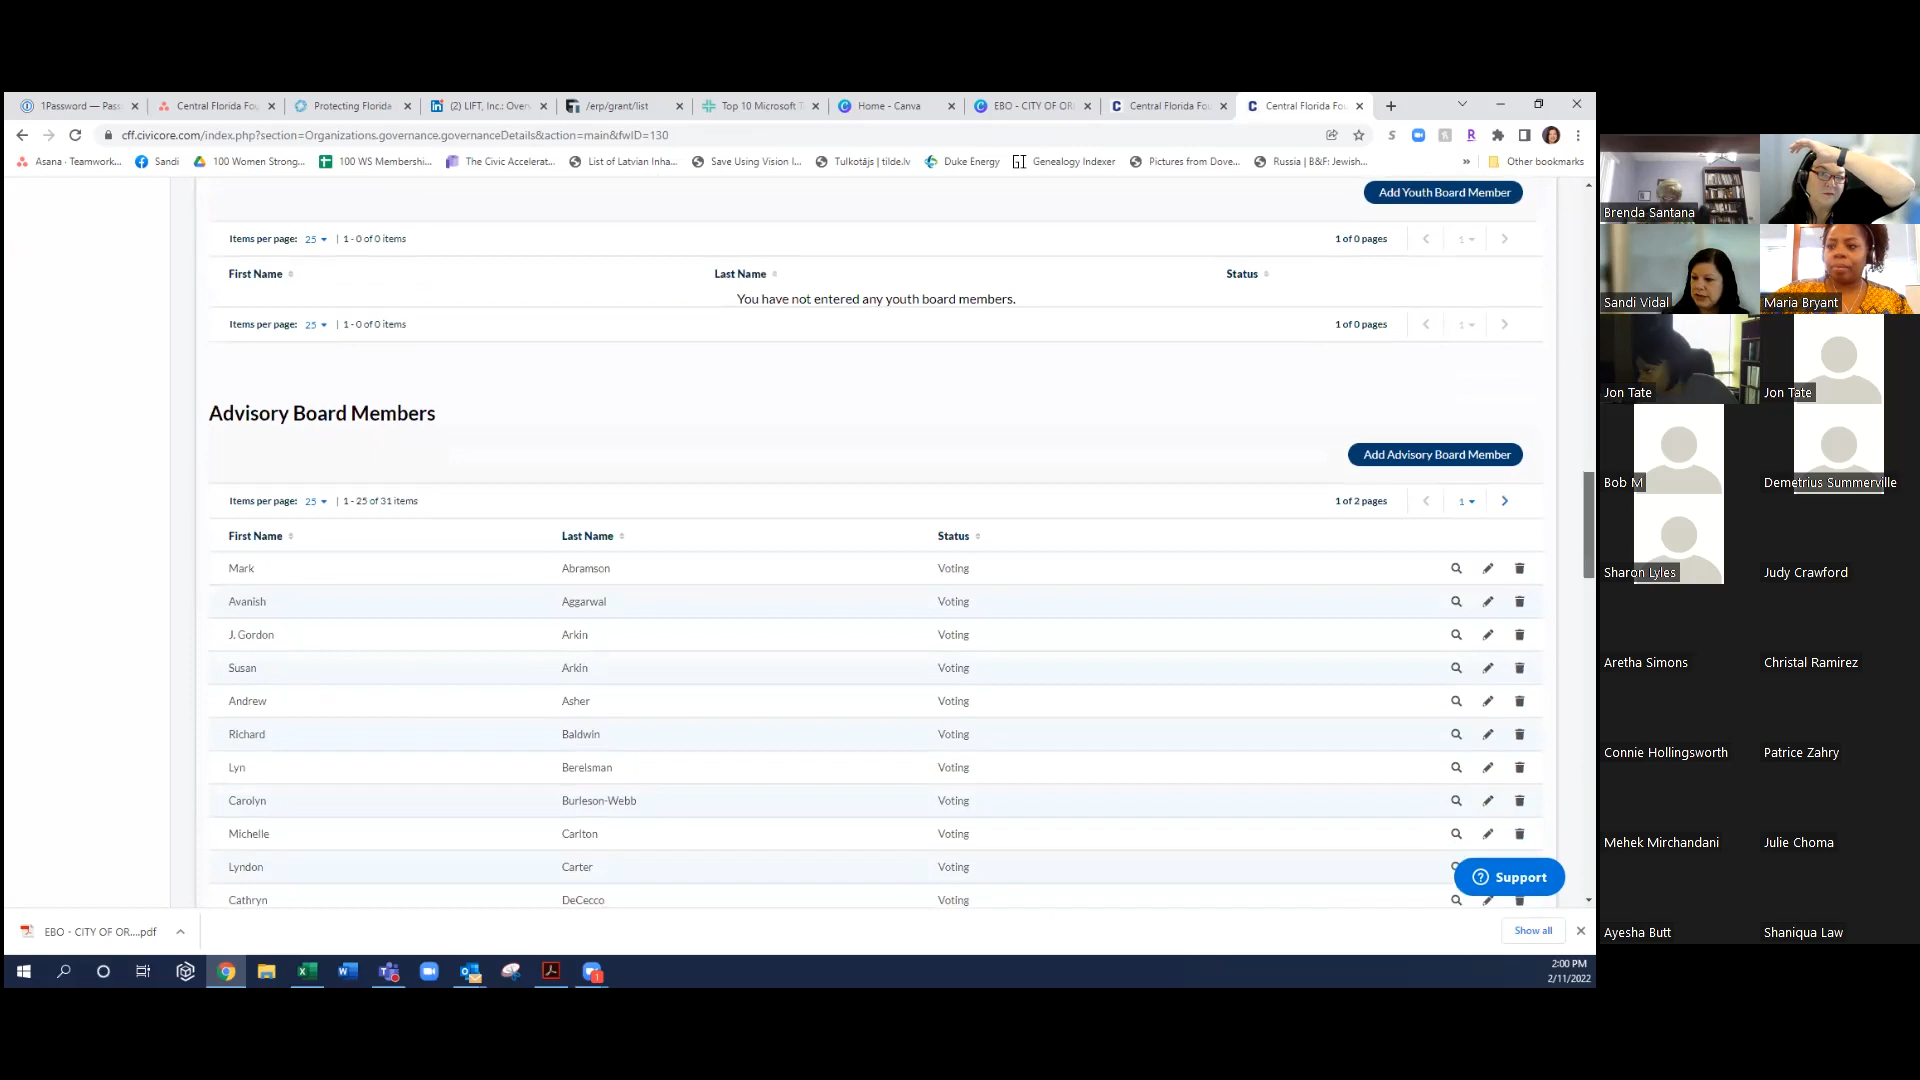 1Password — Pass
Central Florida Fou
Protecting Florida
(2) LIFT, Inc.: Overv
/erp/grant/list
Top 10 Microsoft T
Home - Canva
EBO - CITY OF OR
Central Florida Fou
Central Florida Fou
cff.civicore.com/index.php?section=Organizations.governance.governanceDetails&action=main&fwID=130
Asana · Teamwork...
Sandi
100 Women Strong...
100 WS Membershi...
The Civic Accelerat...
List of Latvian Inha...
Save Using Vision I...
Tulkotājs | tilde.lv
Duke Energy
Genealogy Indexer
Pictures from Dove...
Russia | B&F: Jewish...
»
Other bookmarks
Add Youth Board Member
Items per page: 25 | 1 - 0 of 0 items 1 of 0 pages 1
First Name Last Name Status
You have not entered any youth board members.
Items per page: 25 | 1 - 0 of 0 items 1 of 0 pages 1
Advisory Board Members
Add Advisory Board Member
Items per page: 25 | 1 - 25 of 31 items 1 of 2 pages 1
First Name Last Name Status
Mark Abramson Voting
Avanish Aggarwal Voting
J. Gordon Arkin Voting
Susan Arkin Voting
Andrew Asher Voting
Richard Baldwin Voting
Lyn Berelsman Voting
Carolyn Burleson-Webb Voting
Michelle Carlton Voting
Lyndon Carter Voting
Cathryn DeCecco Voting
Support
EBO - CITY OF OR....pdf
Show all
2:00 PM
2/11/2022
Brenda Santana
Sandi Vidal
Maria Bryant
Jon Tate
Jon Tate
Bob M
Demetrius Summerville
Sharon Lyles
Judy Crawford
Aretha Simons
Christal Ramirez
Connie Hollingsworth
Patrice Zahry
Mehek Mirchandani
Julie Choma
Ayesha Butt
Shaniqua Law